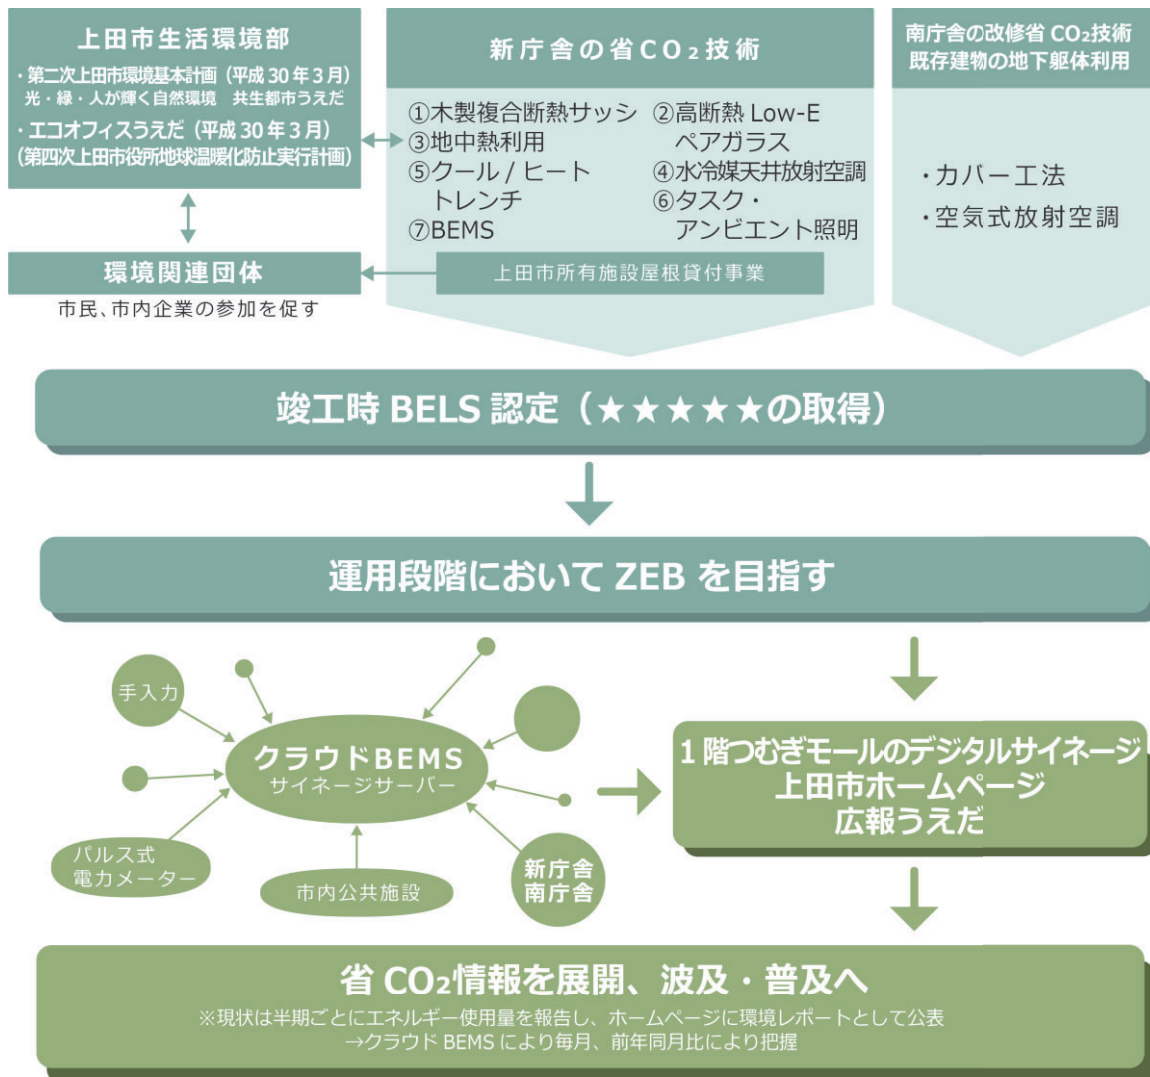 上田市生活環境部
・第二次上田市環境基本計画（平成30年3月）
光・緑・人が輝く自然環境　共生都市うえだ
・エコオフィスうえだ（平成30年3月）
(第四次上田市役所地球温暖化防止実行計画)
環境関連団体
市民、市内企業の参加を促す
新庁舎の省CO₂技術
①木製複合断熱サッシ
②高断熱 Low-E
ペアガラス
③地中熱利用
④水冷媒天井放射空調
⑤クール / ヒート
トレンチ
⑥タスク・
アンビエント照明
⑦BEMS
上田市所有施設屋根貸付事業
南庁舎の改修省 CO₂技術
既存建物の地下躯体利用
・カバー工法
・空気式放射空調
竣工時 BELS 認定（★★★★★の取得）
運用段階において ZEB を目指す
手入力
クラウドBEMS
サイネージサーバー
パルス式
電力メーター
市内公共施設
新庁舎
南庁舎
1階つむぎモールのデジタルサイネージ
上田市ホームページ
広報うえだ
省 CO₂情報を展開、波及・普及へ
※現状は半期ごとにエネルギー使用量を報告し、ホームページに環境レポートとして公表
→クラウド BEMS により毎月、前年同月比により把握